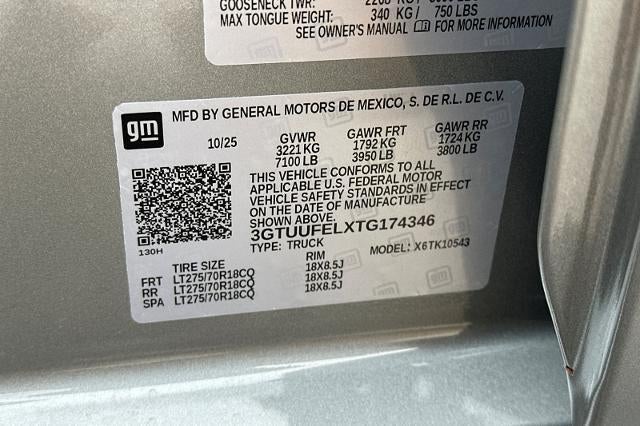 GOOSENECK TWR:
MAX TONGUE WEIGHT: 340 KG / 750 LBS
SEE OWNER'S MANUAL FOR MORE INFORMATION
gm
MFD BY GENERAL MOTORS DE MEXICO, S. DE R.L. DE C.V.
10/25 GVWR GAWR FRT GAWR RR
3221 KG 1792 KG 1724 KG
7100 LB 3950 LB 3800 LB
THIS VEHICLE CONFORMS TO ALL
APPLICABLE U.S. FEDERAL MOTOR
VEHICLE SAFETY STANDARDS IN EFFECT
ON THE DATE OF MANUFACTURE
SHOWN ABOVE.
3GTUUFELXTG174346
130H
TYPE: TRUCK MODEL: X6TK10543
TIRE SIZE RIM
FRT LT275/70R18CQ 18X8.5J
RR LT275/70R18CQ 18X8.5J
SPA LT275/70R18CQ 18X8.5J